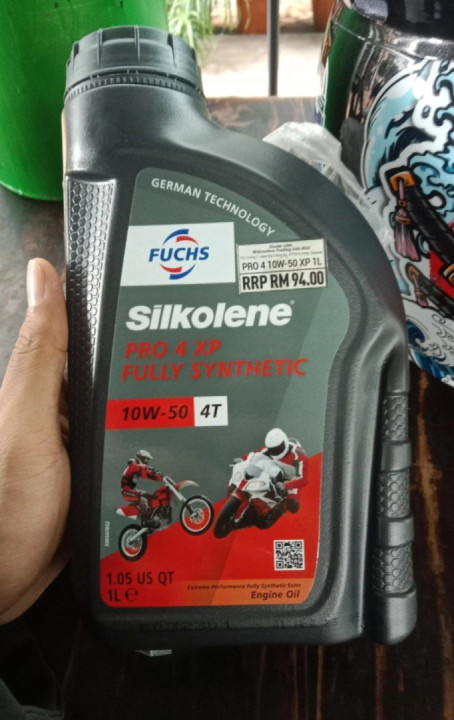 GERMAN TECHNOLOGY
FUCHS
PRO 4 10W-50 XP 1L
RRP RM 94.00
Silkolene®
PRO 4 XP
FULLY SYNTHETIC
10W-50 4T
1.05 US QT
1L e
Extreme Performance Fully Synthetic Ester
Engine Oil